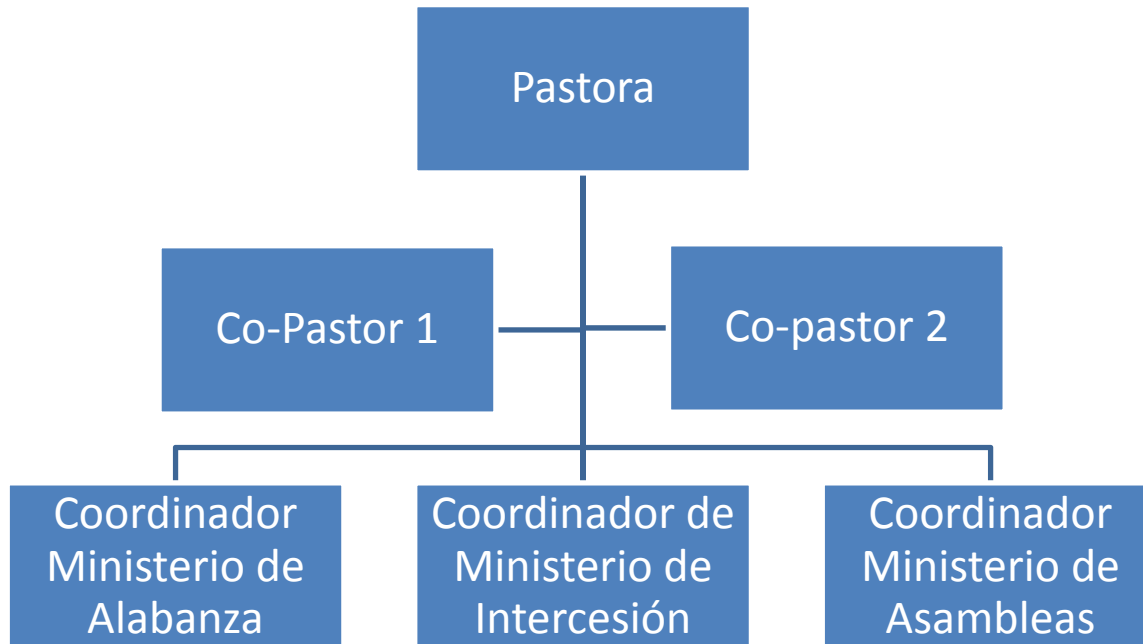 Pastora
Co-Pastor 1
Co-pastor 2
Coordinador
Ministerio de
Alabanza
Coordinador de
Ministerio de
Intercesión
Coordinador
Ministerio de
Asambleas